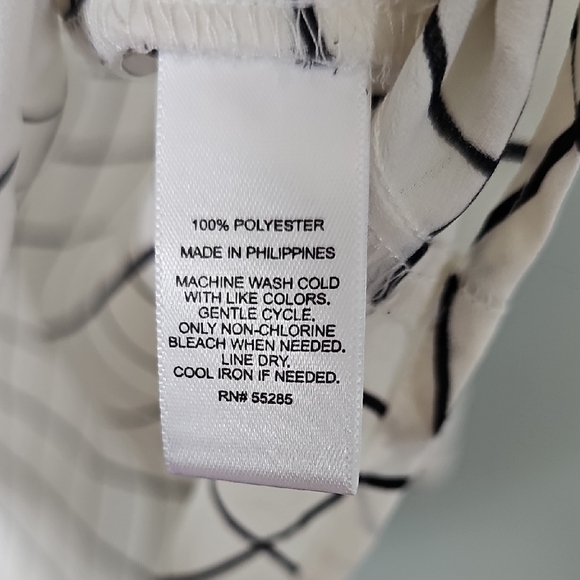 100% POLYESTER
MADE IN PHILIPPINES
MACHINE WASH COLD
WITH LIKE COLORS.
GENTLE CYCLE.
ONLY NON-CHLORINE
BLEACH WHEN NEEDED.
LINE DRY.
COOL IRON IF NEEDED.
RN# 55285